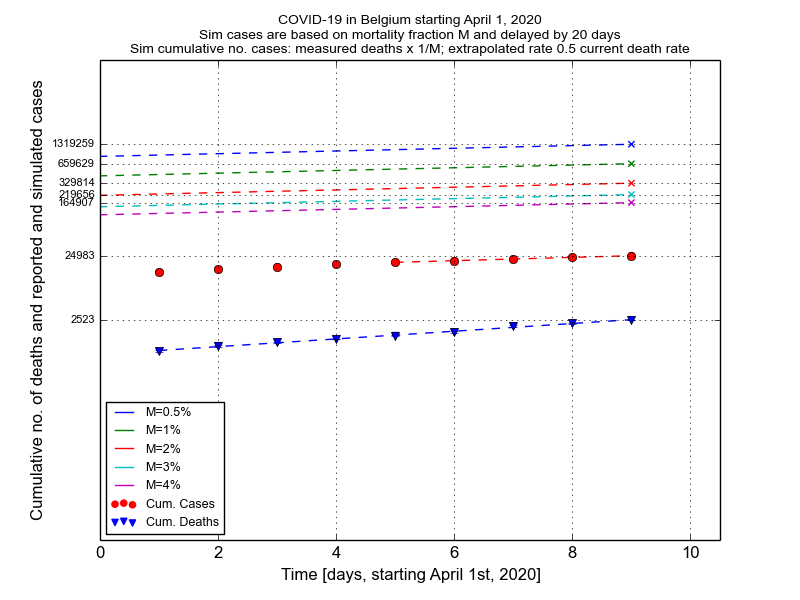 COVID-19 in Belgium starting April 1, 2020
Sim cases are based on mortality fraction M and delayed by 20 days
Sim cumulative no. cases: measured deaths x 1/M; extrapolated rate 0.5 current death rate
Cumulative no. of deaths and reported and simulated cases
1319259
659629
329814
219656
164907
24983
2523
M=0.5%
M=1%
M=2%
M=3%
M=4%
Cum. Cases
Cum. Deaths
0 2 4 6 8 10
Time [days, starting April 1st, 2020]